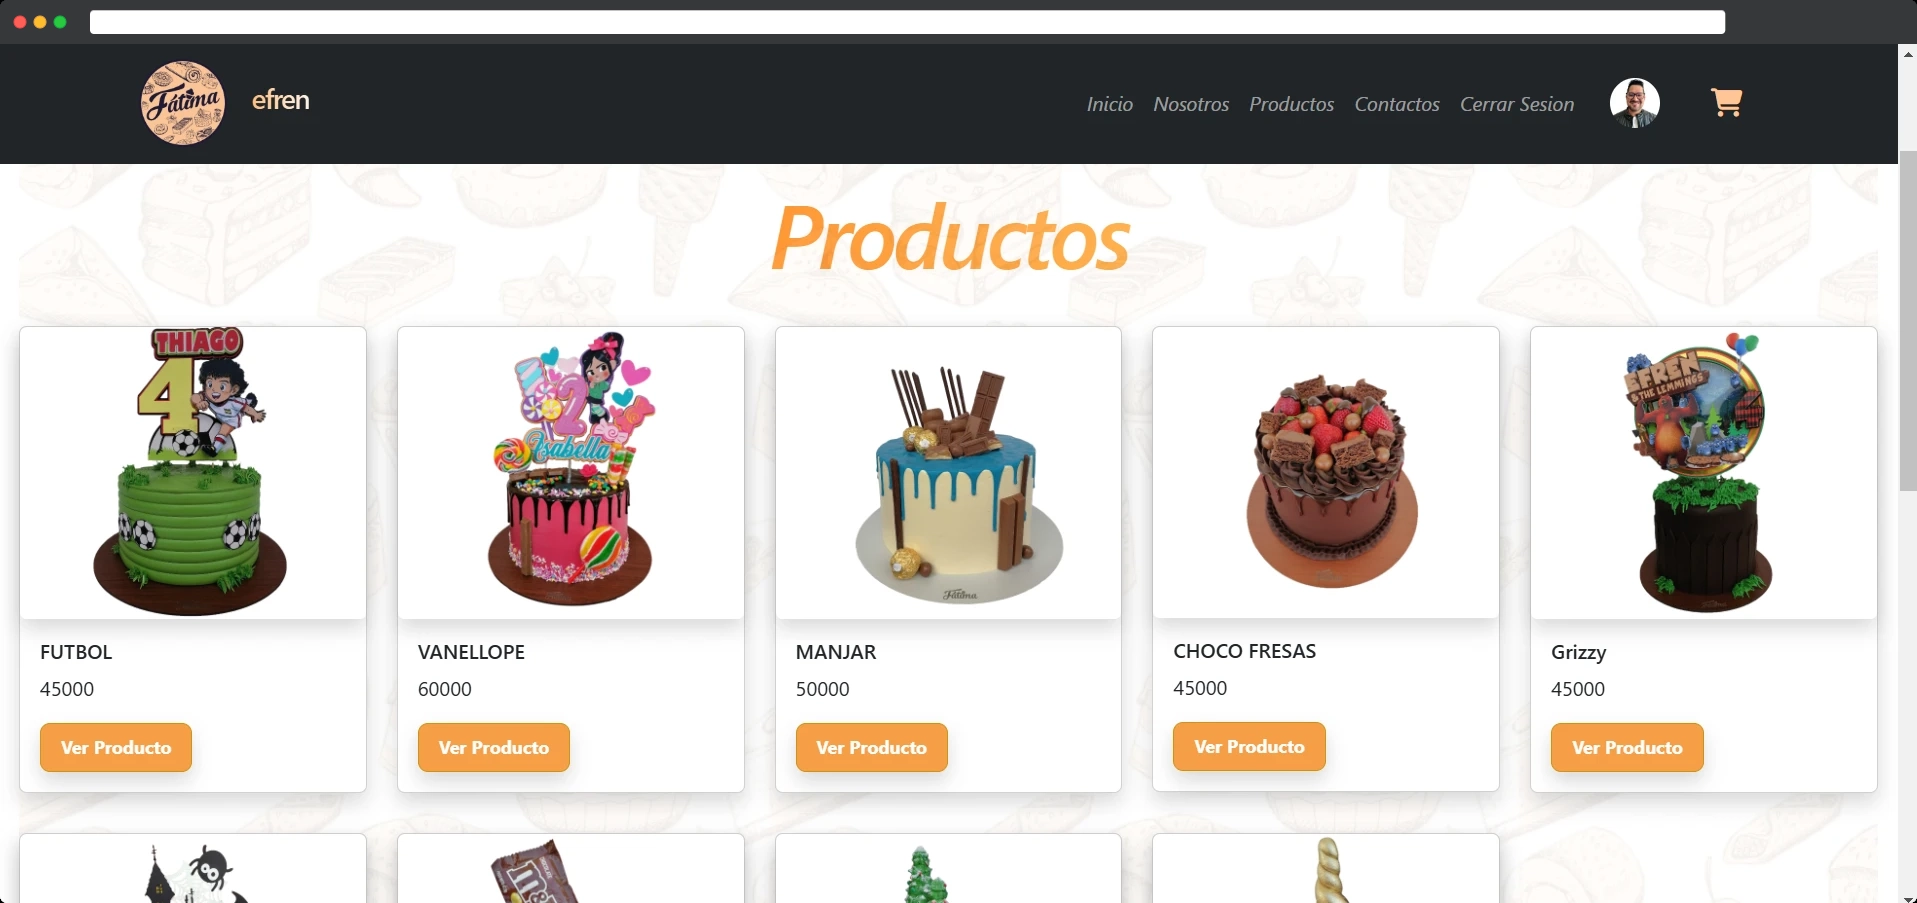 Fátima
efren
Inicio Nosotros Productos Contactos Cerrar Sesion
Productos
THIAGO
4
2
Isabella
Fátima
EFREN
& THE LEMMINGS
FUTBOL
45000
Ver Producto
VANELLOPE
60000
Ver Producto
MANJAR
50000
Ver Producto
CHOCO FRESAS
45000
Ver Producto
Grizzy
45000
Ver Producto
m&